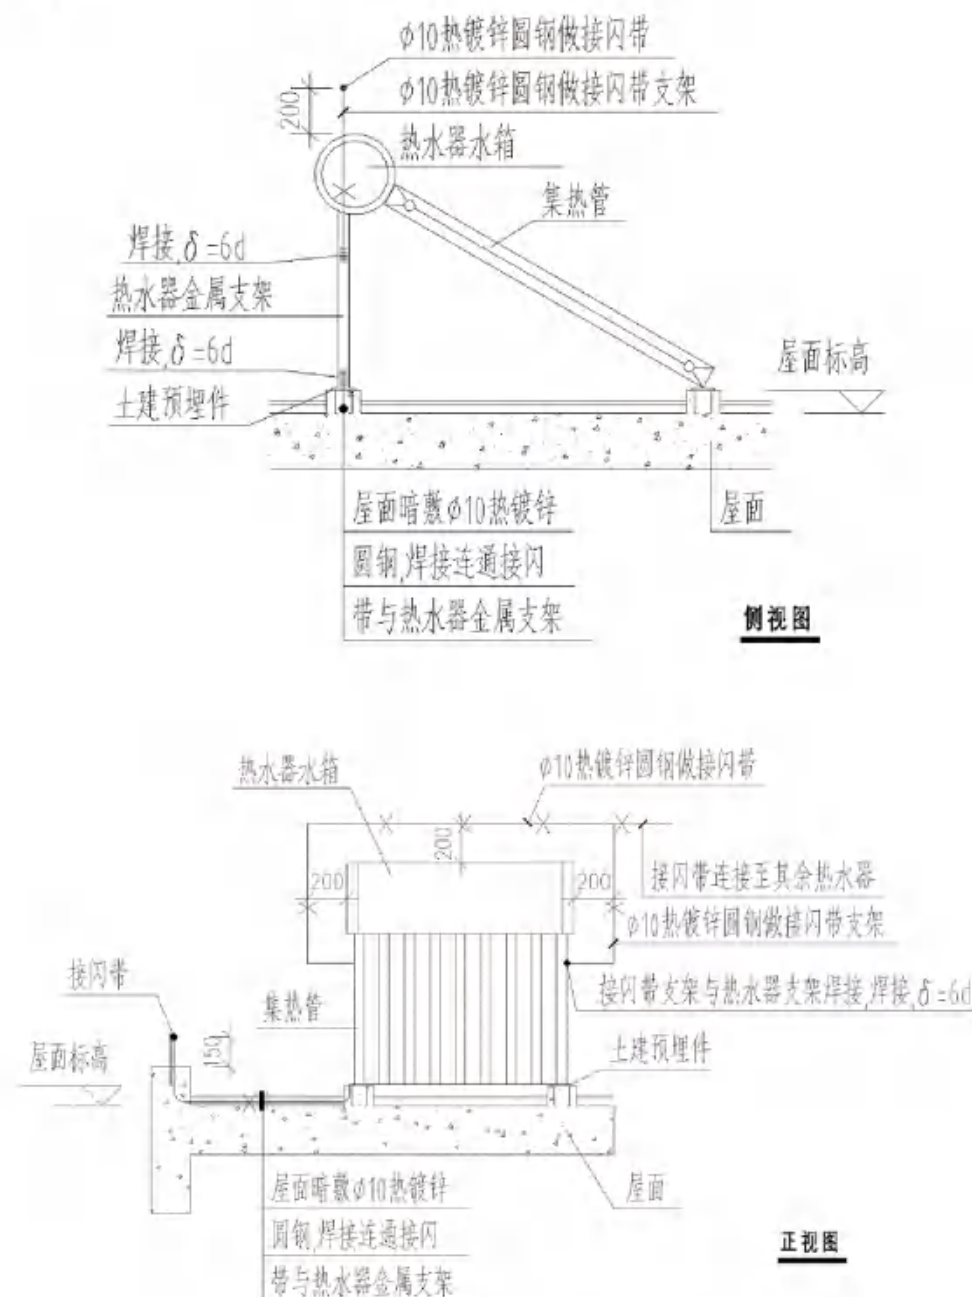 φ10热镀锌圆钢做接闪带
φ10热镀锌圆钢做接闪带支架
200
热水器水箱
集热管
焊接,δ=6d
热水器金属支架
焊接,δ=6d
土建预埋件
屋面标高
屋面暗敷φ10热镀锌
圆钢,焊接连通接闪
带与热水器金属支架
屋面
侧视图
热水器水箱
φ10热镀锌圆钢做接闪带
200
200
200
接闪带连接至其余热水器
φ10热镀锌圆钢做接闪带支架
接闪带
接闪带支架与热水器支架焊接,焊接,δ=6d
集热管
150
屋面标高
土建预埋件
屋面暗敷φ10热镀锌
圆钢,焊接连通接闪
带与热水器金属支架
屋面
正视图